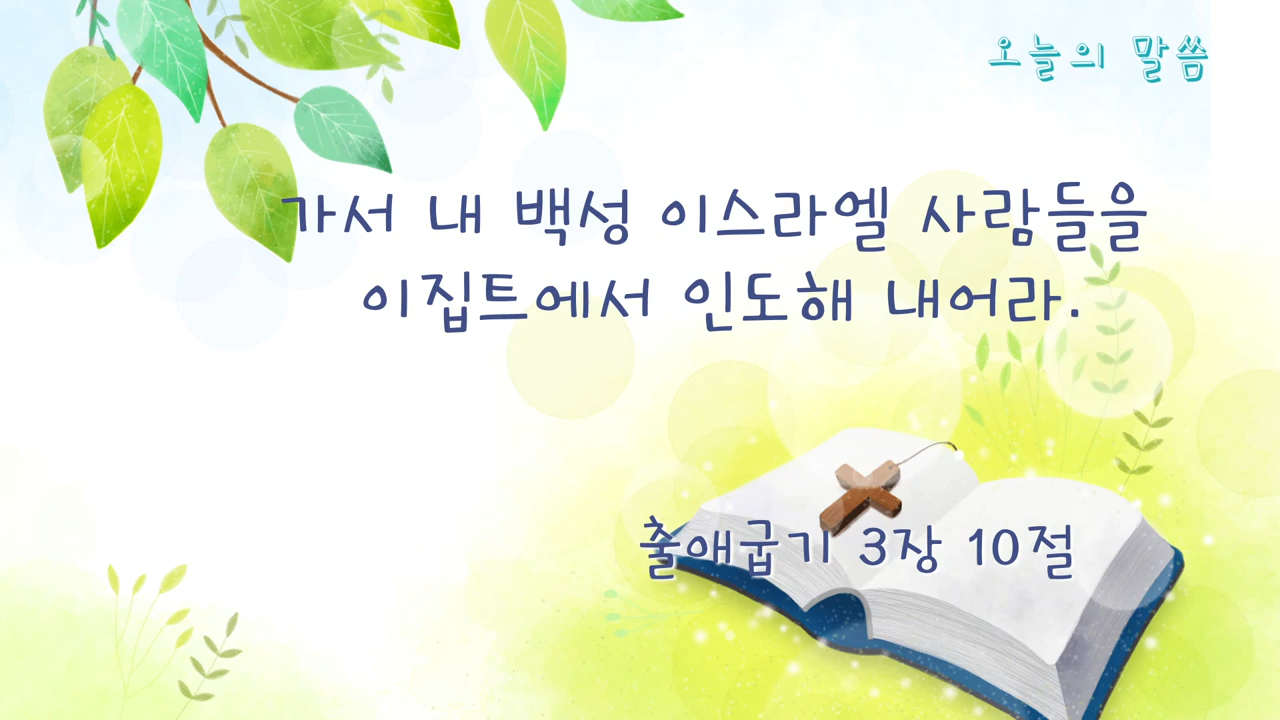 오늘의 말씀
가서 내 백성 이스라엘 사람들을
이집트에서 인도해 내어라.
출애굽기 3장 10절